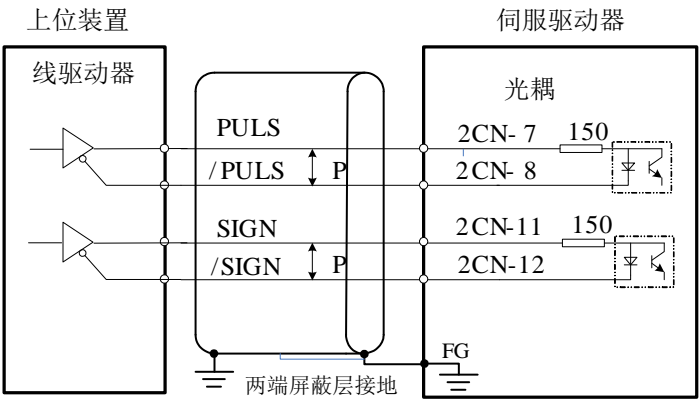 上位装置
伺服驱动器
线驱动器
光耦
PULS
2CN- 7
150
/PULS
P
2CN- 8
SIGN
2CN-11
150
/SIGN
P
2CN-12
FG
两端屏蔽层接地